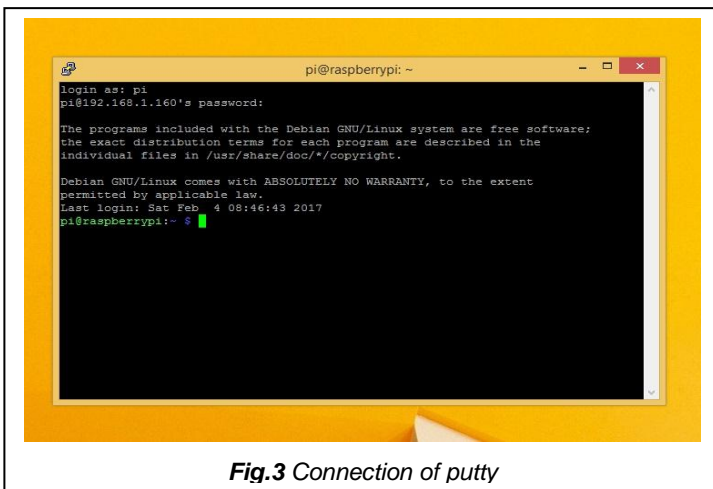 pi@raspberrypi: ~
login as: pi
pi@192.168.1.160's password:
The programs included with the Debian GNU/Linux system are free software;
the exact distribution terms for each program are described in the
individual files in /usr/share/doc/*/copyright.
Debian GNU/Linux comes with ABSOLUTELY NO WARRANTY, to the extent
permitted by applicable law.
Last login: Sat Feb  4 08:46:43 2017
pi@raspberrypi:~ $
Fig.3 Connection of putty